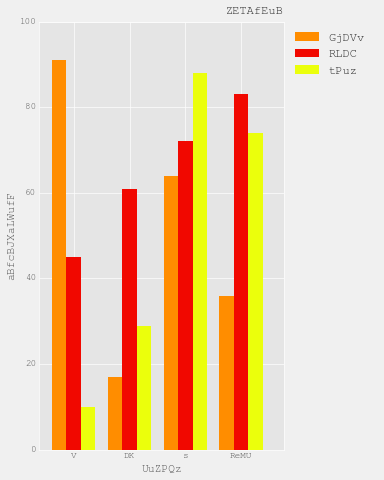 ZETAfEuB
GjDVv
RLDC
tPuz
aBfcBJXaLWufF
100
80
60
40
20
0
V DK s ReMU
UuZPQz